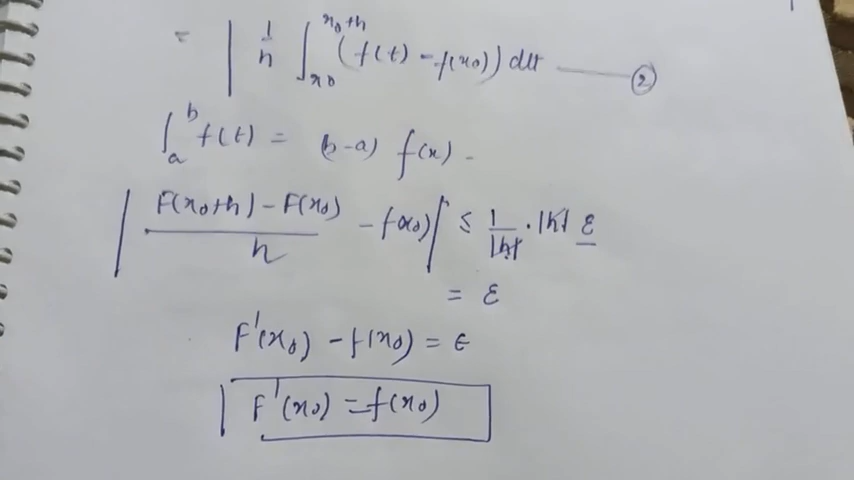 = | 1/h ∫_{x0}^{x0+h} (f(t) - f(x0)) dt | —— ②
∫_a^b f(t) = (b-a) f(x) -
| (F(x0+h) - F(x0))/h - f(x0) | ≤ 1/|h| · |h| ε
= ε
F'(x0) - f(x0) = ε
F'(x0) = f(x0)